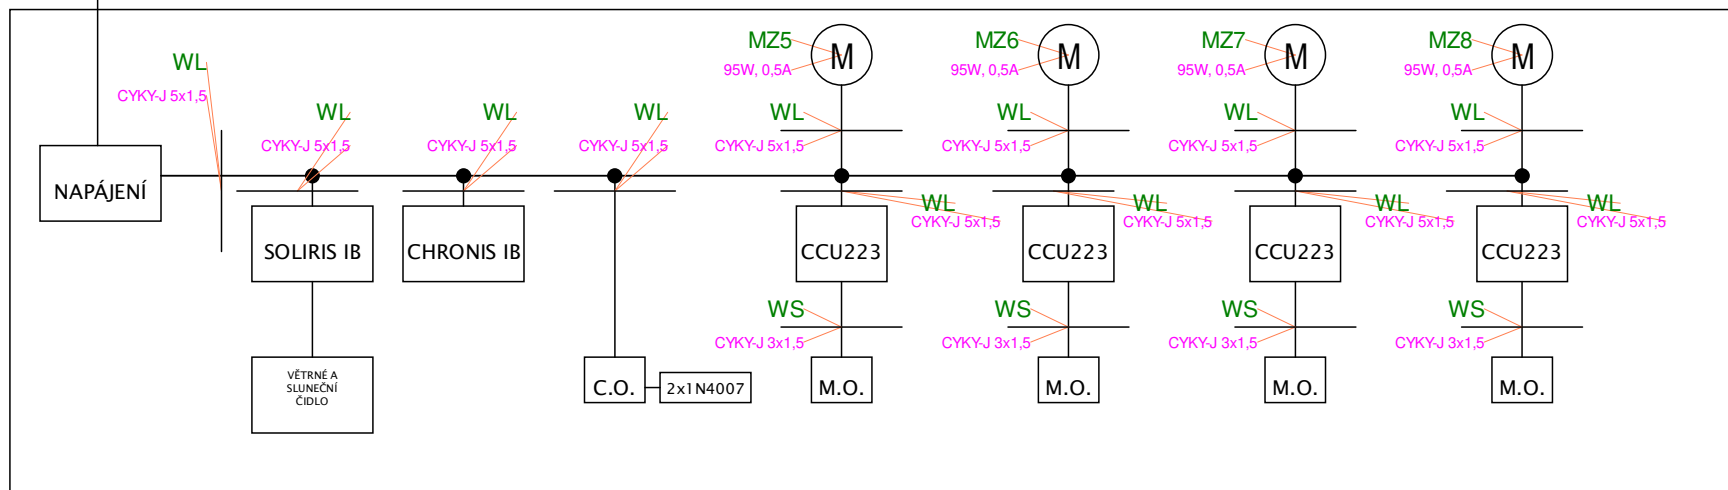 MZ5
M
95W, 0,5A
MZ6
M
95W, 0,5A
MZ7
M
95W, 0,5A
MZ8
M
95W, 0,5A
WL
CYKY-J 5x1,5
WL
CYKY-J 5x1,5
WL
CYKY-J 5x1,5
WL
CYKY-J 5x1,5
WL
CYKY-J 5x1,5
WL
CYKY-J 5x1,5
WL
CYKY-J 5x1,5
WL
CYKY-J 5x1,5
NAPÁJENÍ
WL
CYKY-J 5x1,5
WL
CYKY-J 5x1,5
WL
CYKY-J 5x1,5
WL
CYKY-J 5x1,5
SOLIRIS IB
CHRONIS IB
CCU223
CCU223
CCU223
CCU223
WS
CYKY-J 3x1,5
WS
CYKY-J 3x1,5
WS
CYKY-J 3x1,5
WS
CYKY-J 3x1,5
VĚTRNÉ A
SLUNEČNÍ
ČIDLO
C.O.
2x1N4007
M.O.
M.O.
M.O.
M.O.